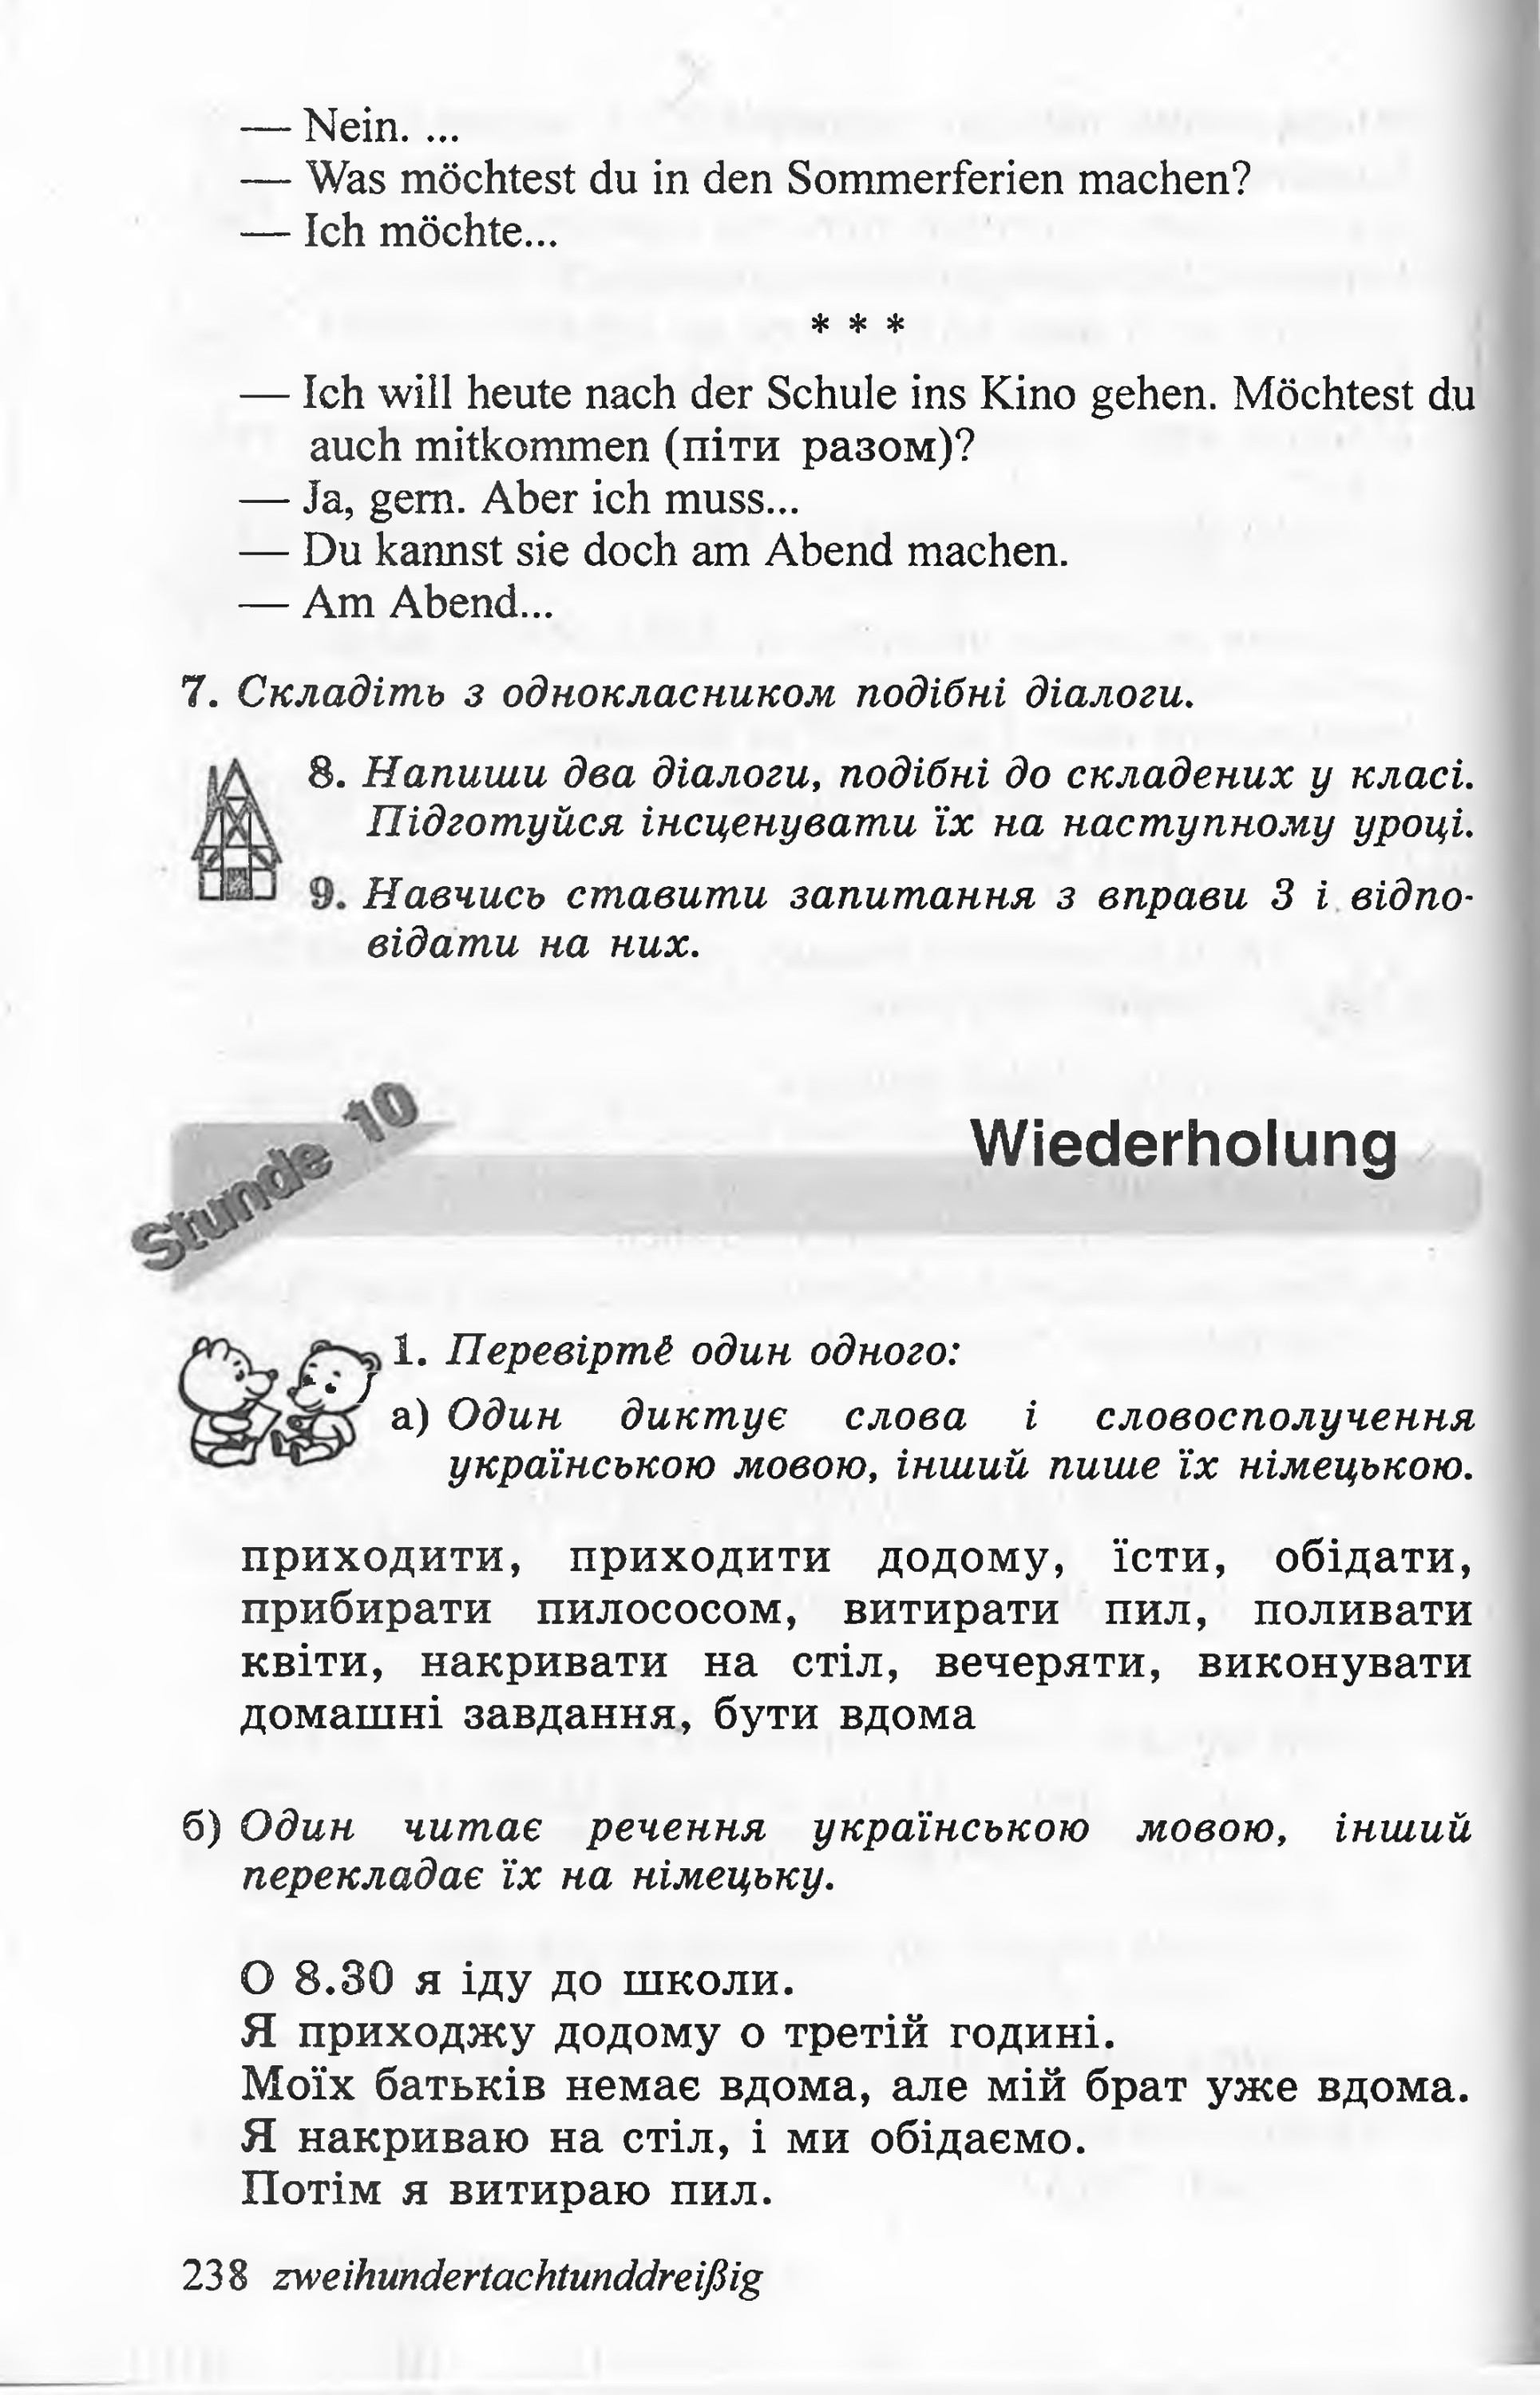 — Nein. ...
— Was möchtest du in den Sommerferien machen?
— Ich möchte...
* * *
— Ich will heute nach der Schule ins Kino gehen. Möchtest du
auch mitkommen (піти разом)?
— Ja, gern. Aber ich muss...
— Du kannst sie doch am Abend machen.
— Am Abend...
7. Складіть з однокласником подібні діалоги.
8. Напиши два діалоги, подібні до складених у класі.
Підготуйся інсценувати їх на наступному уроці.
9. Навчись ставити запитання з вправи 3 і відпо-
відати на них.
Stunde 10
Wiederholung
1. Перевірте один одного:
а) Один диктує слова і словосполучення
українською мовою, інший пише їх німецькою.
приходити, приходити додому, їсти, обідати,
прибирати пилососом, витирати пил, поливати
квіти, накривати на стіл, вечеряти, виконувати
домашні завдання, бути вдома
б) Один читає речення українською мовою, інший
перекладає їх на німецьку.
О 8.30 я іду до школи.
Я приходжу додому о третій годині.
Моїх батьків немає вдома, але мій брат уже вдома.
Я накриваю на стіл, і ми обідаємо.
Потім я витираю пил.
238 zweihundertachtunddreißig